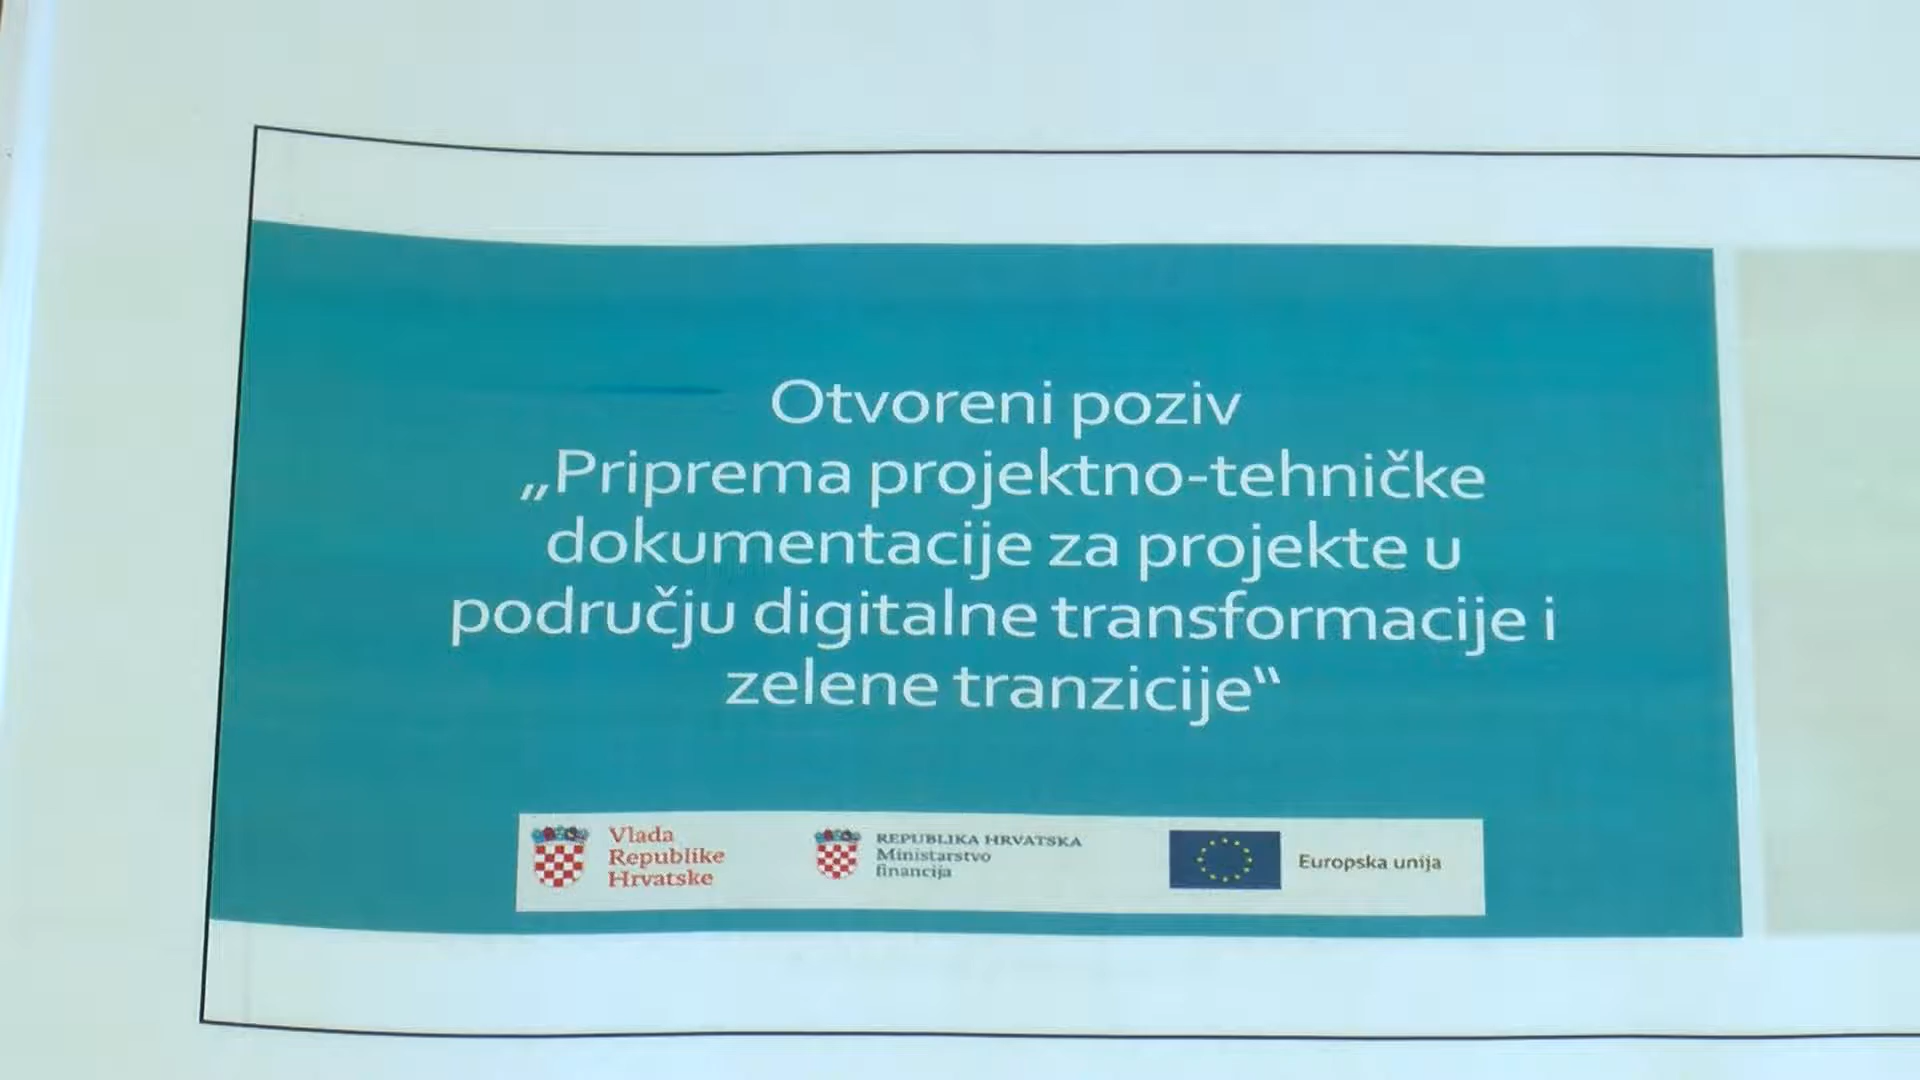 Otvoreni poziv
„Priprema projektno-tehničke
dokumentacije za projekte u
području digitalne transformacije i
zelene tranzicije“
Vlada
Republike
Hrvatske
REPUBLIKA HRVATSKA
Ministarstvo
financija
Europska unija